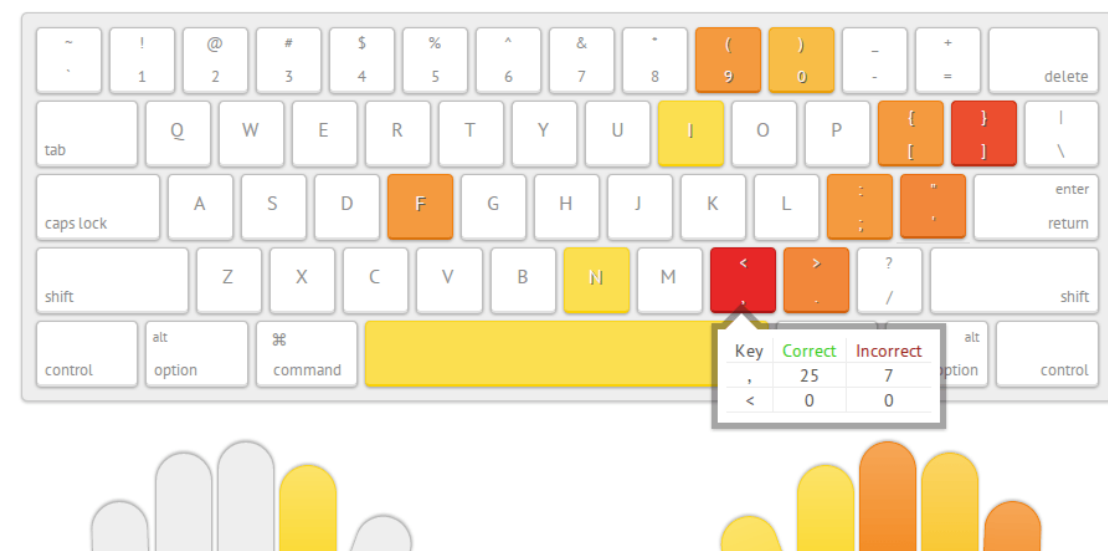 ~ ! @ # $ % ^ & * ( ) _ +
` 1 2 3 4 5 6 7 8 9 0 - = delete
tab Q W E R T Y U I O P { [ } ] | \
caps lock A S D F G H J K L : ; " ' enter return
shift Z X C V B N M < , > . ? / shift
control alt option ⌘ command alt ption control
Key Correct Incorrect
, 25 7
< 0 0